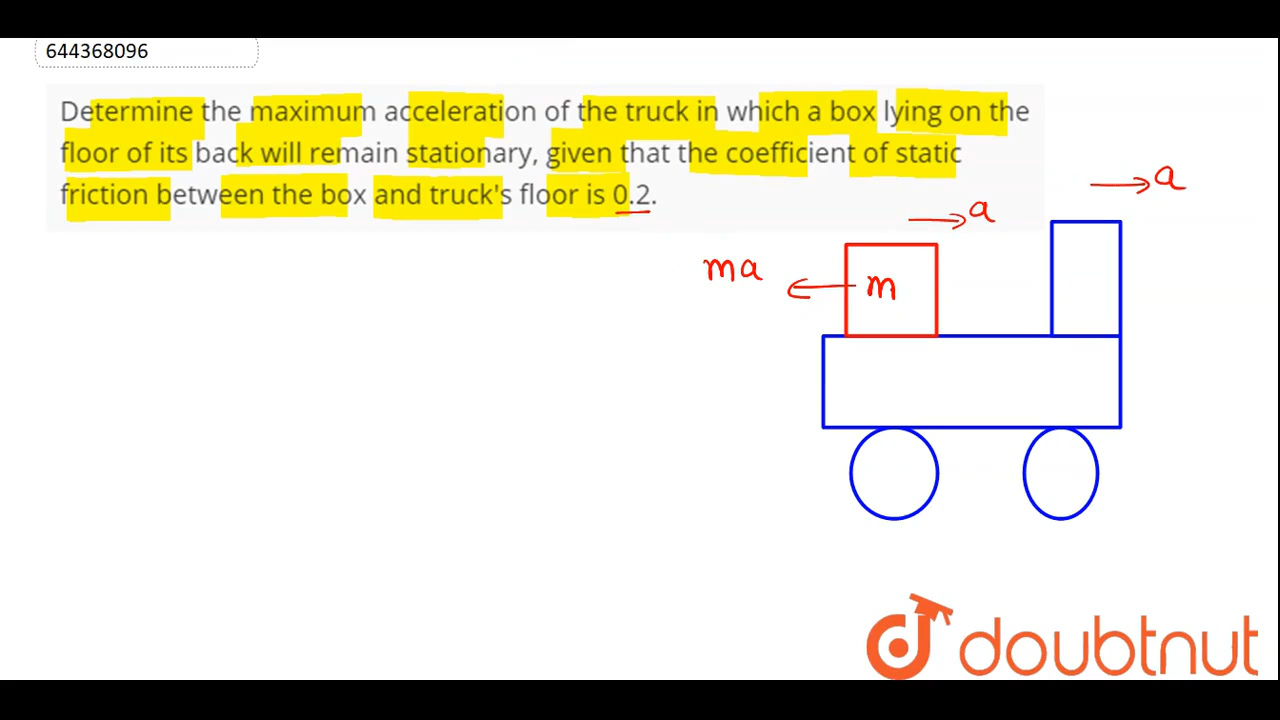 644368096
Determine the maximum acceleration of the truck in which a box lying on the
floor of its back will remain stationary, given that the coefficient of static
friction between the box and truck's floor is 0.2.
a
a
ma
m
doubtnut